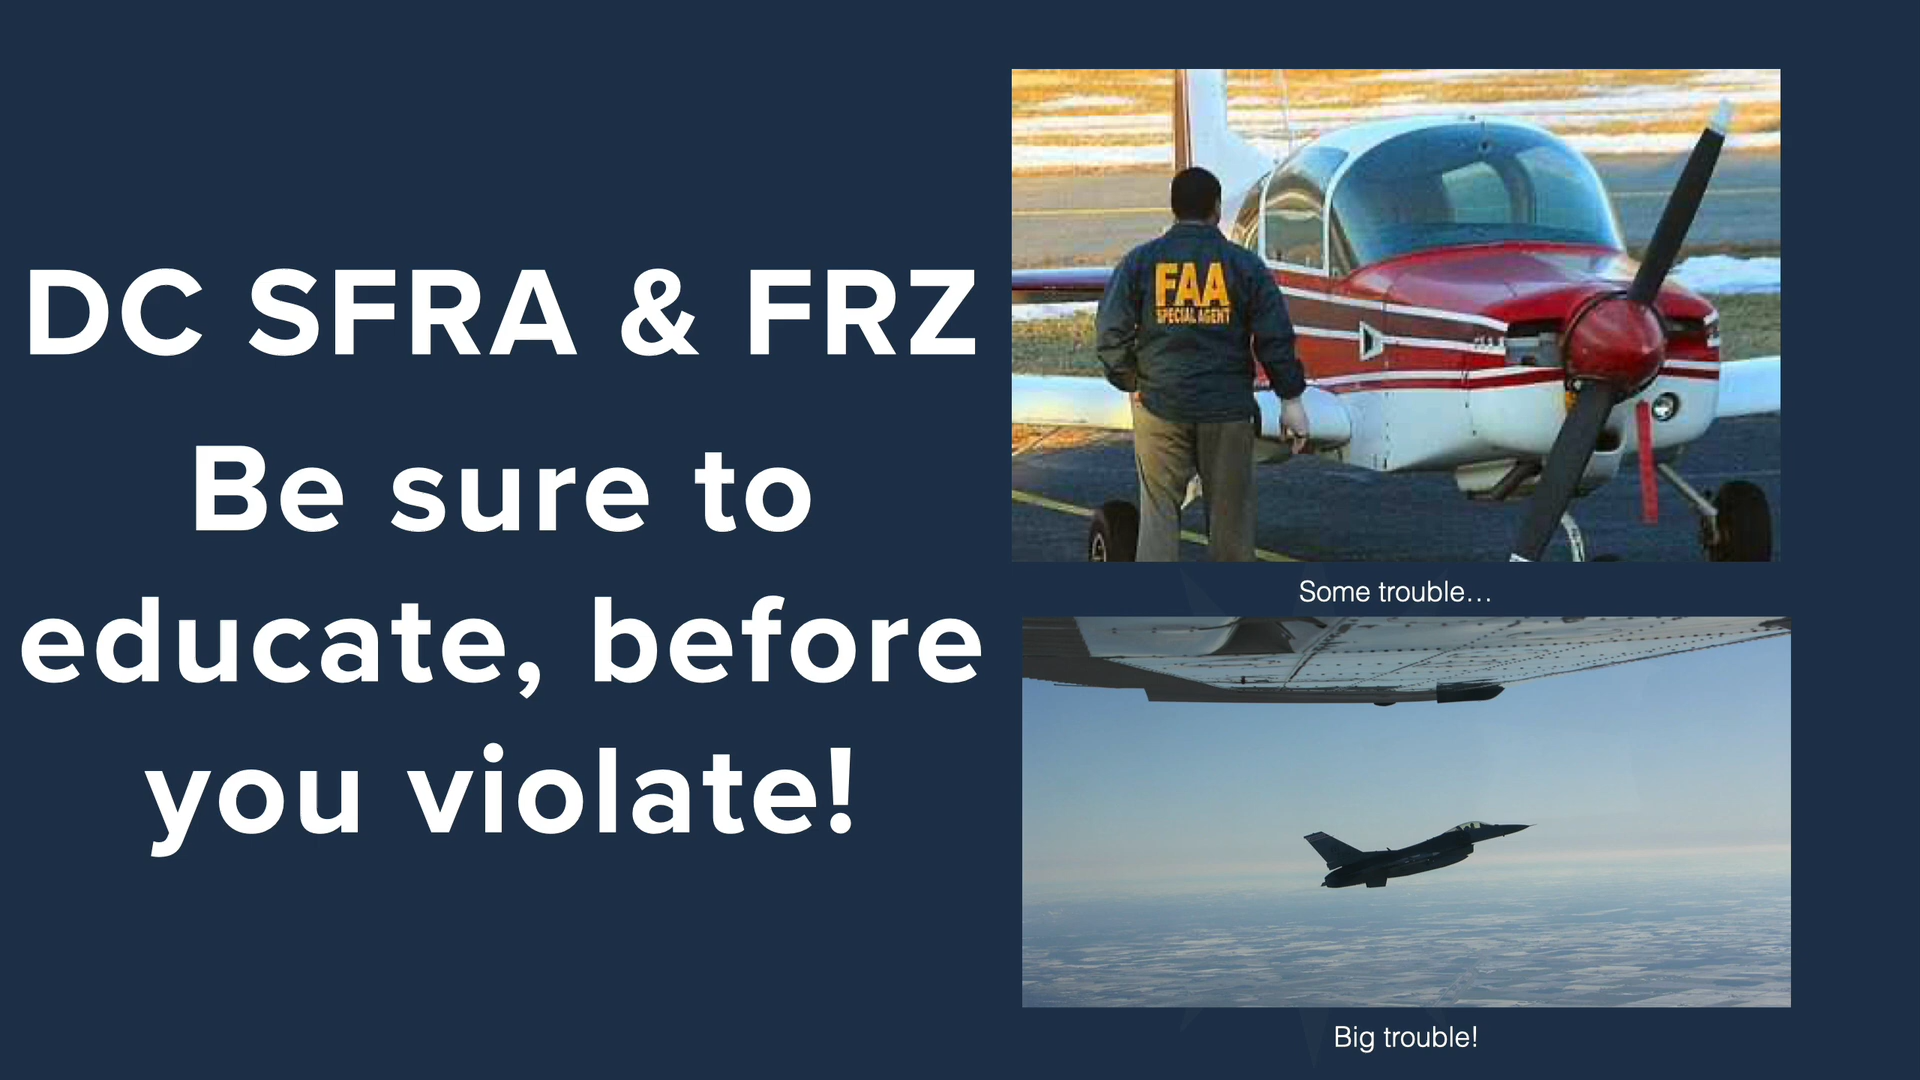 DC SFRA & FRZ
Be sure to
educate, before
you violate!
FAA
SPECIAL AGENT
Some trouble...
Big trouble!